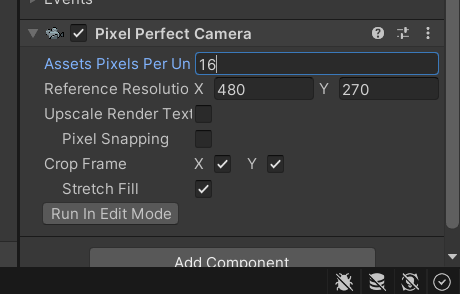 Events
Pixel Perfect Camera
Assets Pixels Per Un 16
Reference Resolutio X 480 Y 270
Upscale Render Text
Pixel Snapping
Crop Frame X Y
Stretch Fill
Run In Edit Mode
Add Component